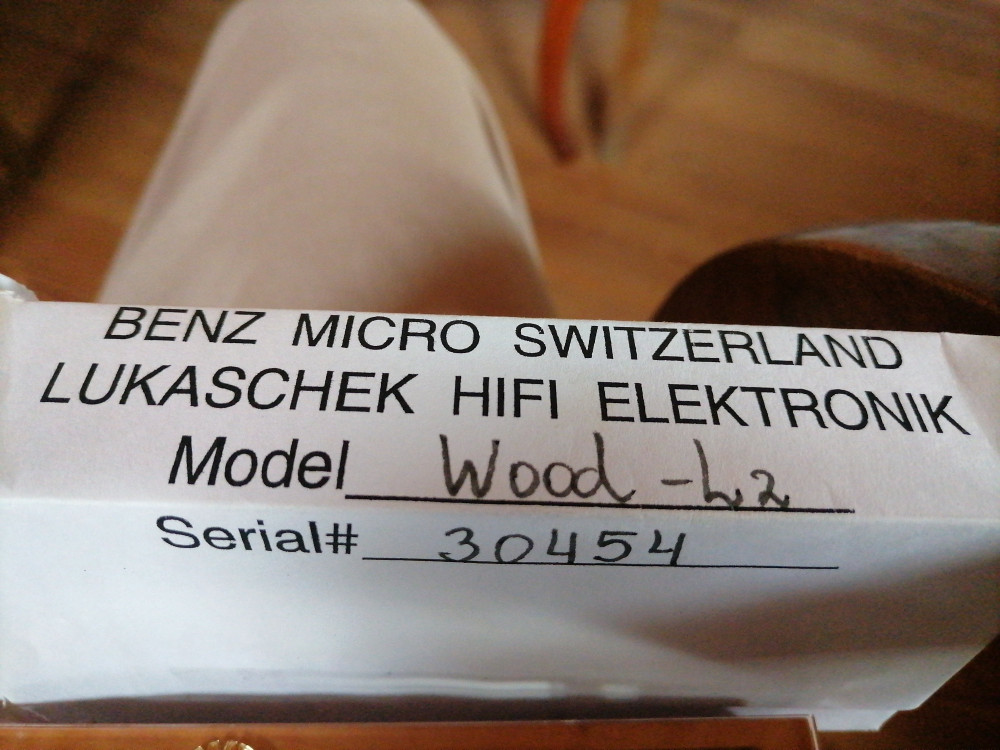 BENZ MICRO SWITZERLAND
LUKASCHEK HIFI ELEKTRONIK
Model Wood-L2
Serial# 30454